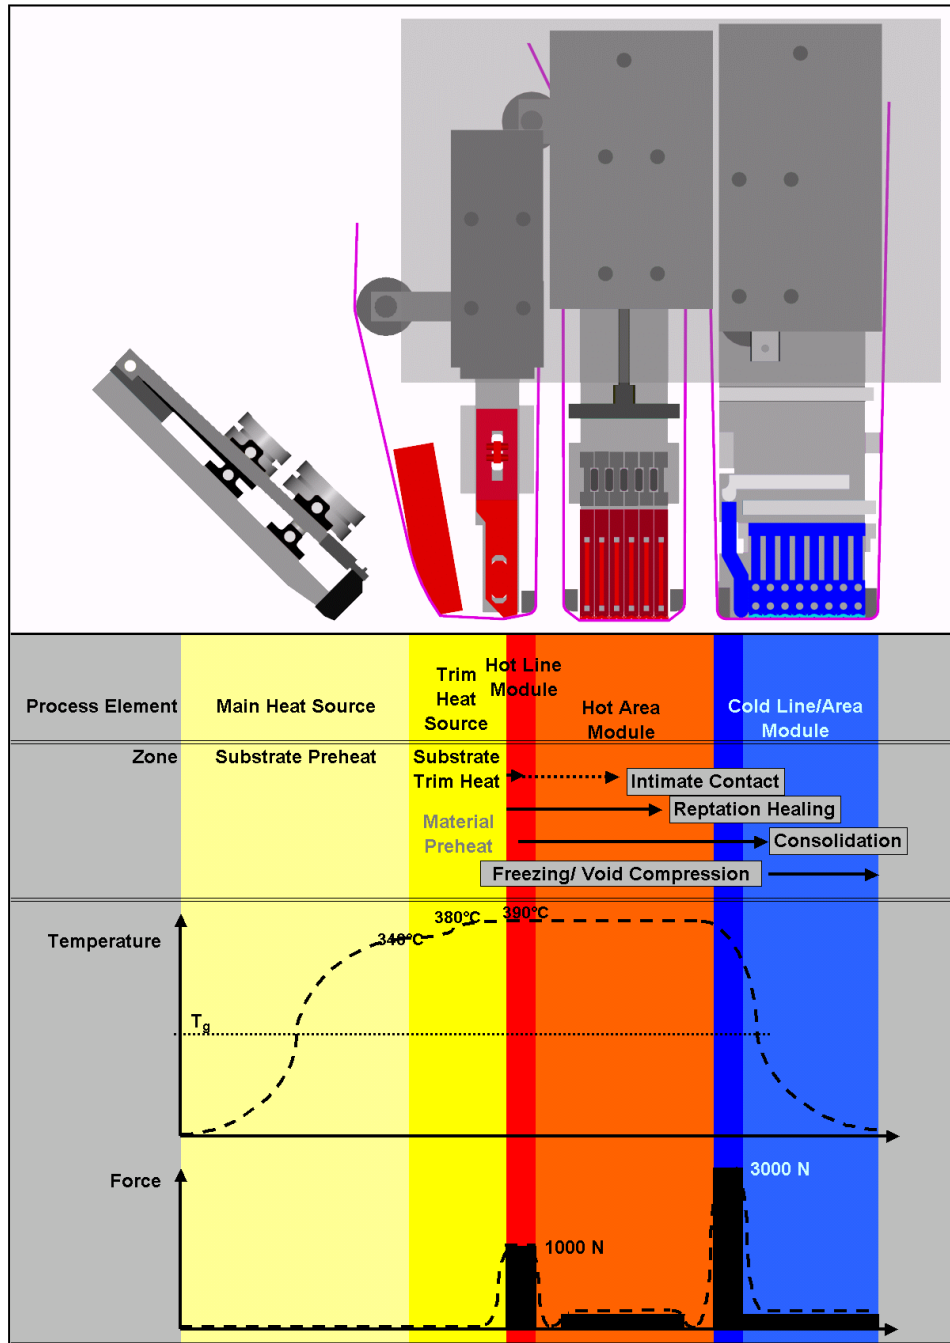 Process Element
Main Heat Source
Trim
Heat
Source
Hot Line
Module
Hot Area
Module
Cold Line/Area
Module
Zone
Substrate Preheat
Substrate
Trim Heat
Material
Preheat
Intimate Contact
Reptation Healing
Consolidation
Freezing/ Void Compression
Temperature
340°C
380°C
390°C
Tg
Force
1000 N
3000 N